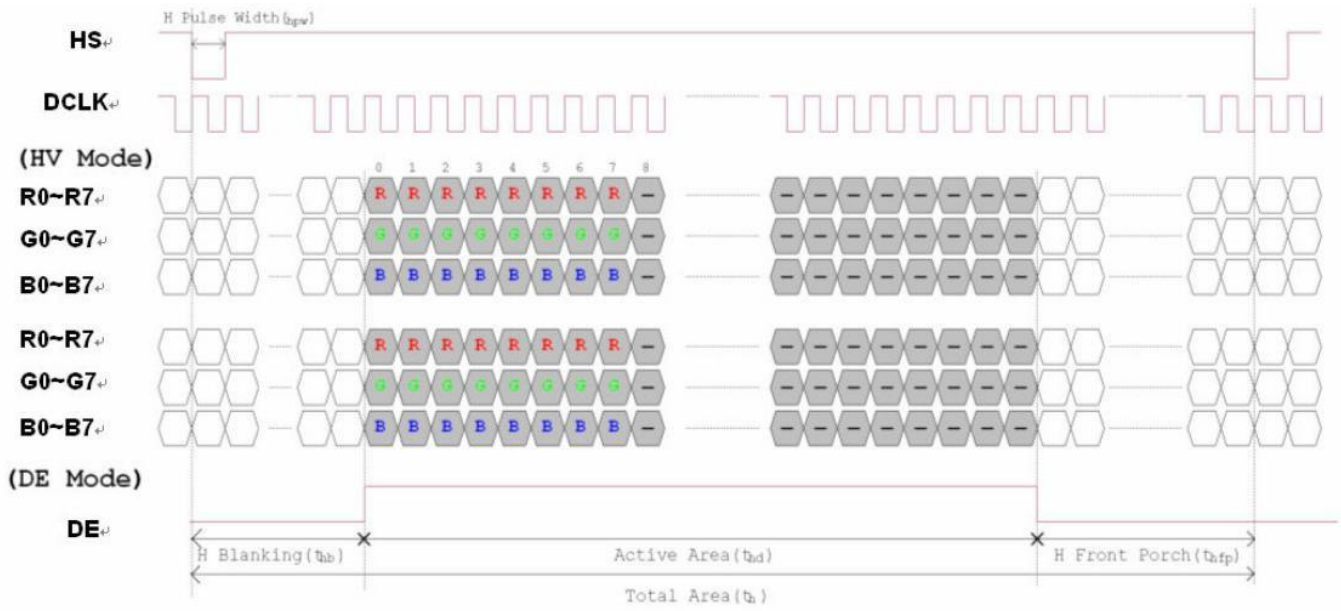 H Pulse Width(thpw)
HS
DCLK
(HV Mode)
0 1 2 3 4 5 6 7 8
R0~R7 R R R R R R R R - - - - - - - - -
G0~G7 G G G G G G G G - - - - - - - - -
B0~B7 B B B B B B B B - - - - - - - - -
R0~R7 R R R R R R R R - - - - - - - - -
G0~G7 G G G G G G G G - - - - - - - - -
B0~B7 B B B B B B B B - - - - - - - - -
(DE Mode)
DE
H Blanking(thb) Active Area(thd) H Front Porch(thfp)
Total Area(th)